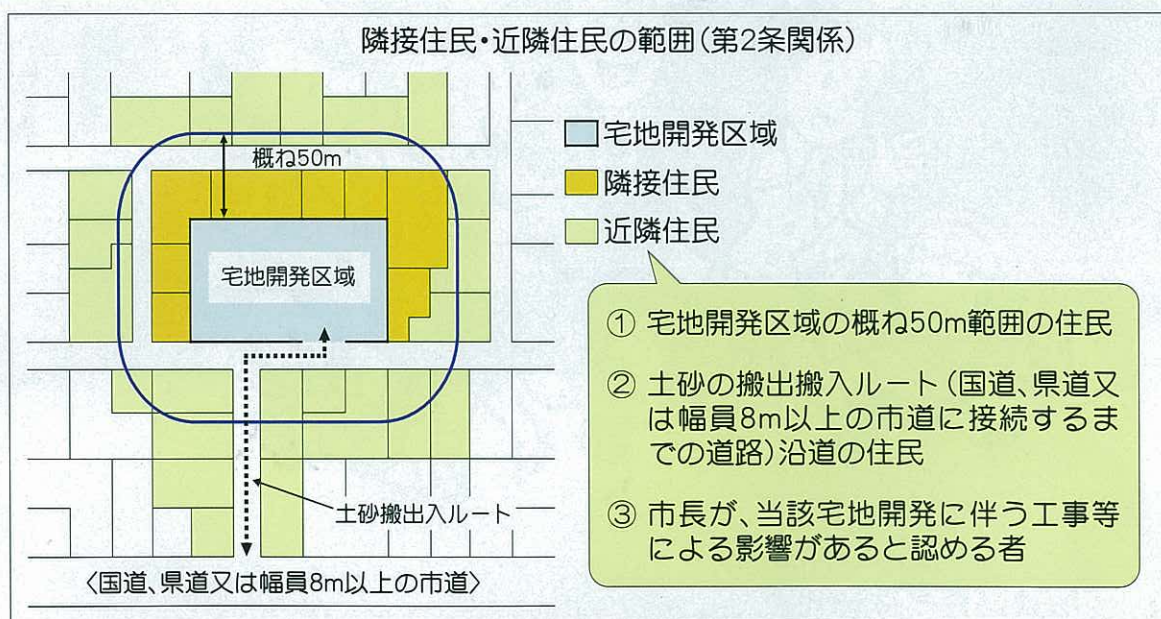 隣接住民・近隣住民の範囲(第2条関係)
概ね50m
宅地開発区域
土砂搬出入ルート
〈国道、県道又は幅員8m以上の市道〉
宅地開発区域
隣接住民
近隣住民
① 宅地開発区域の概ね50m範囲の住民
② 土砂の搬出搬入ルート(国道、県道又
は幅員8m以上の市道に接続するま
での道路)沿道の住民
③ 市長が、当該宅地開発に伴う工事等
による影響があると認める者